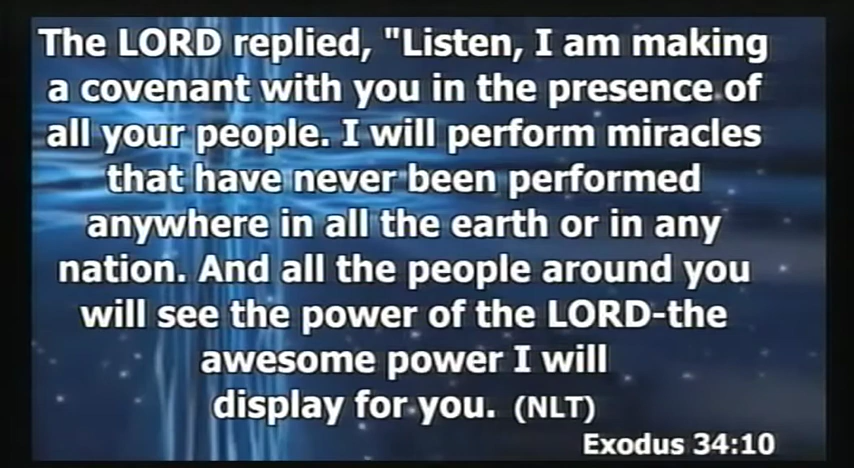 The LORD replied, "Listen, I am making
a covenant with you in the presence of
all your people. I will perform miracles
that have never been performed
anywhere in all the earth or in any
nation. And all the people around you
will see the power of the LORD-the
awesome power I will
display for you. (NLT)
Exodus 34:10